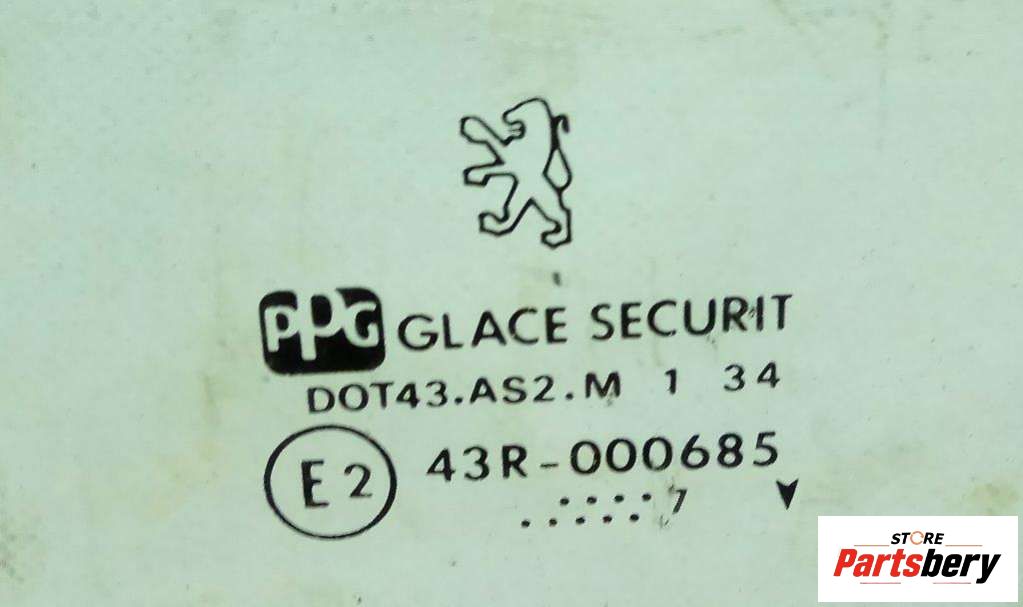 PPG GLACE SECURIT
DOT43.AS2.M 1 34
E2 43R-000685
.....7
STORE
Partsbery